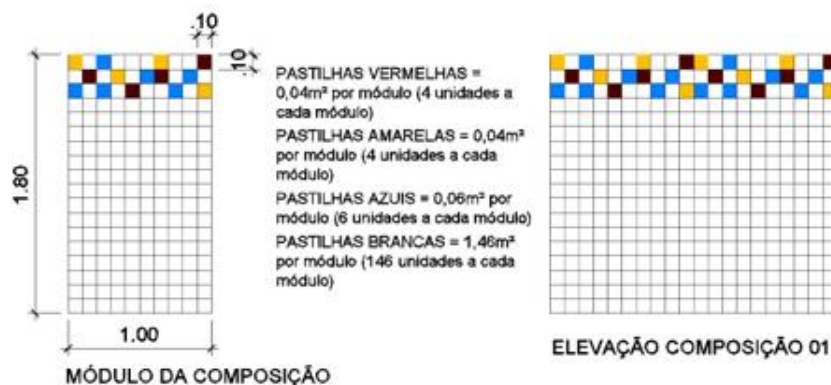 .10
.10
1.80
PASTILHAS VERMELHAS =
0,04m² por módulo (4 unidades a
cada módulo)
PASTILHAS AMARELAS = 0,04m²
por módulo (4 unidades a cada
módulo)
PASTILHAS AZUIS = 0,06m² por
módulo (6 unidades a cada módulo)
PASTILHAS BRANCAS = 1,46m²
por módulo (146 unidades a cada
módulo)
1.00
MÓDULO DA COMPOSIÇÃO
ELEVAÇÃO COMPOSIÇÃO 01